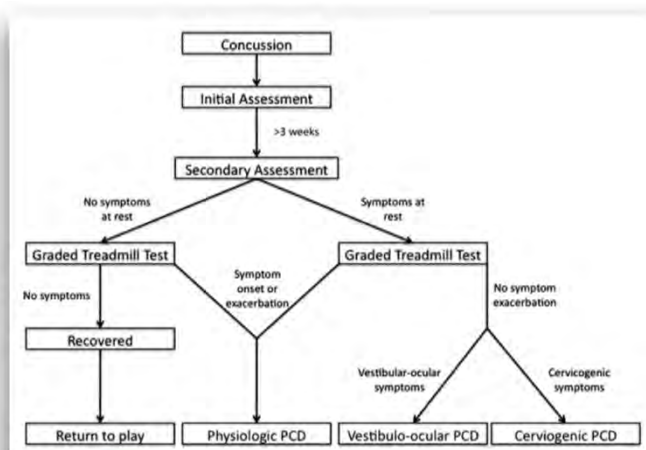 Concussion
Initial Assessment
>3 weeks
Secondary Assessment
No symptoms
at rest
Symptoms at
rest
Graded Treadmill Test
Graded Treadmill Test
Symptom
onset or
exacerbation
No symptoms
No symptom
exacerbation
Recovered
Vestibular-ocular
symptoms
Cervicogenic
symptoms
Return to play
Physiologic PCD
Vestibulo-ocular PCD
Cerviogenic PCD